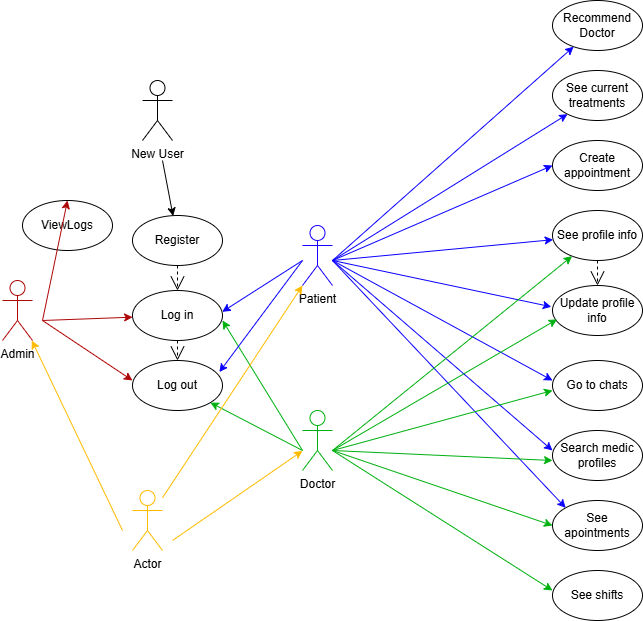 Recommend
Doctor
See current
treatments
New User
Create
appointment
ViewLogs
Register
See profile info
Patient
Update profile
info
Log in
Admin
Log out
Go to chats
Search medic
profiles
Doctor
See
apointments
Actor
See shifts